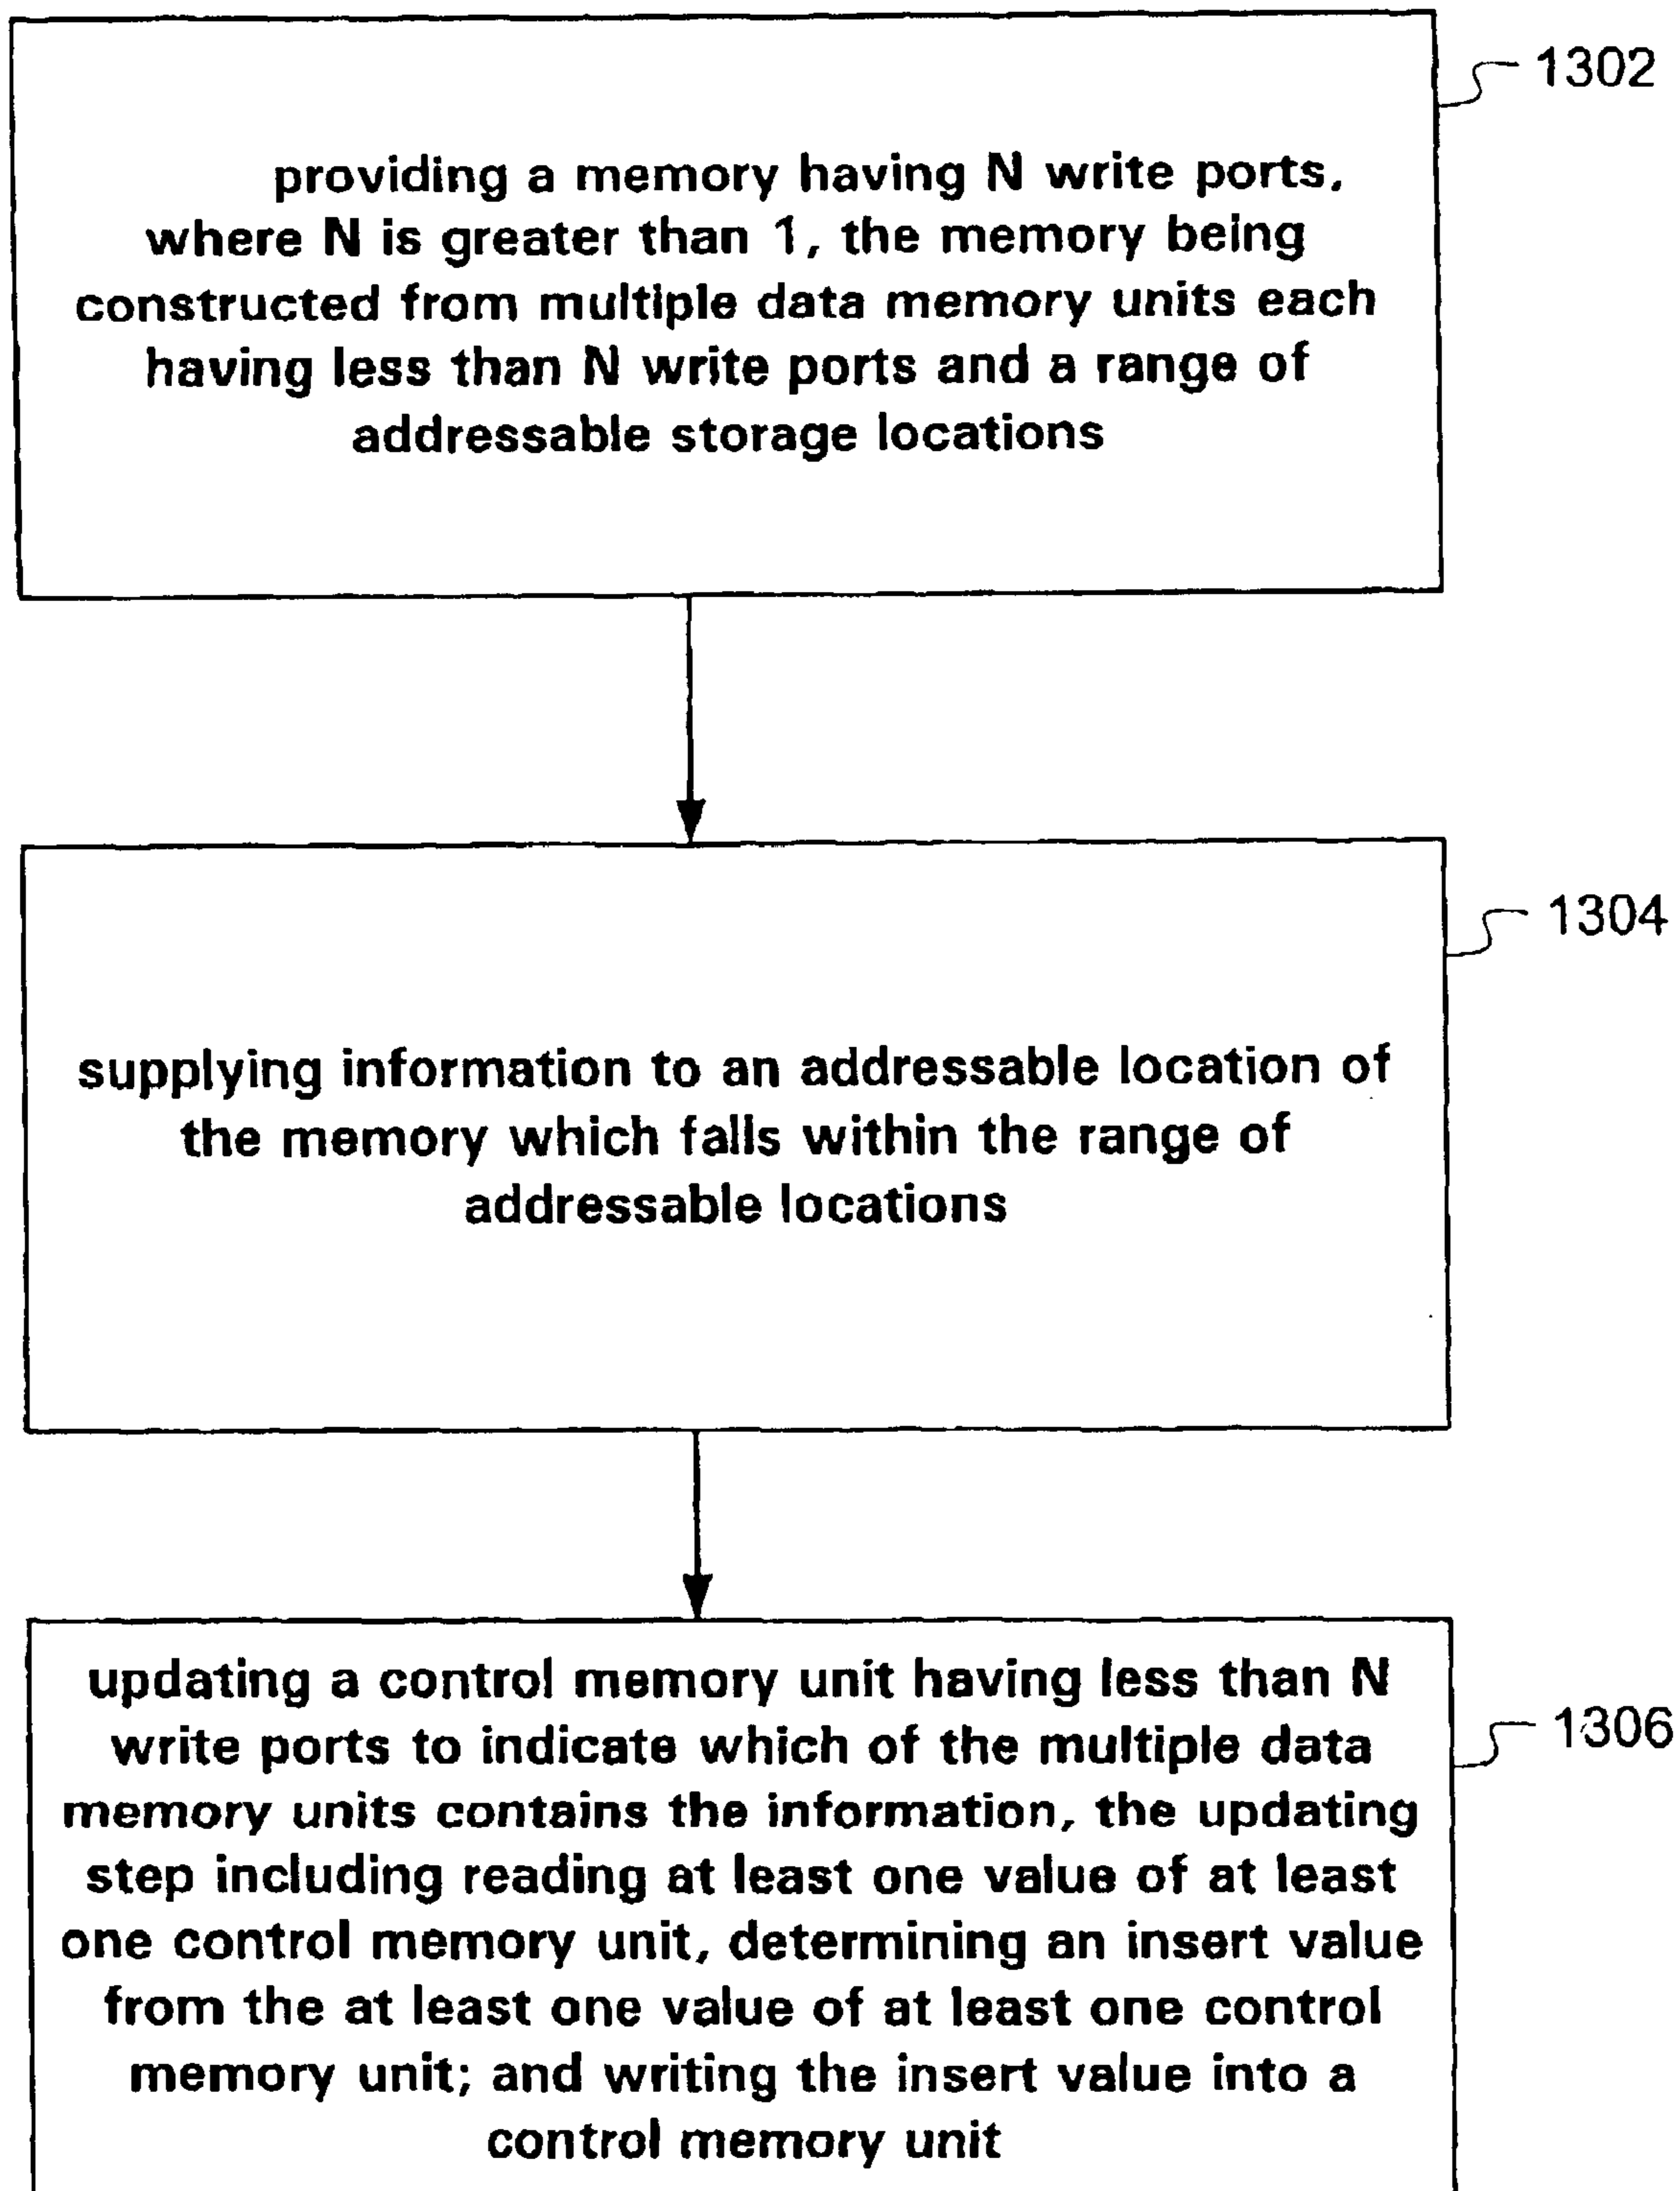 1302
providing a memory having N write ports,
where N is greater than 1, the memory being
constructed from multiple data memory units each
having less than N write ports and a range of
addressable storage locations
1304
supplying information to an addressable location of
the memory which falls within the range of
addressable locations
1306
updating a control memory unit having less than N
write ports to indicate which of the multiple data
memory units contains the information, the updating
step including reading at least one value of at least
one control memory unit, determining an insert value
from the at least one value of at least one control
memory unit; and writing the insert value into a
control memory unit